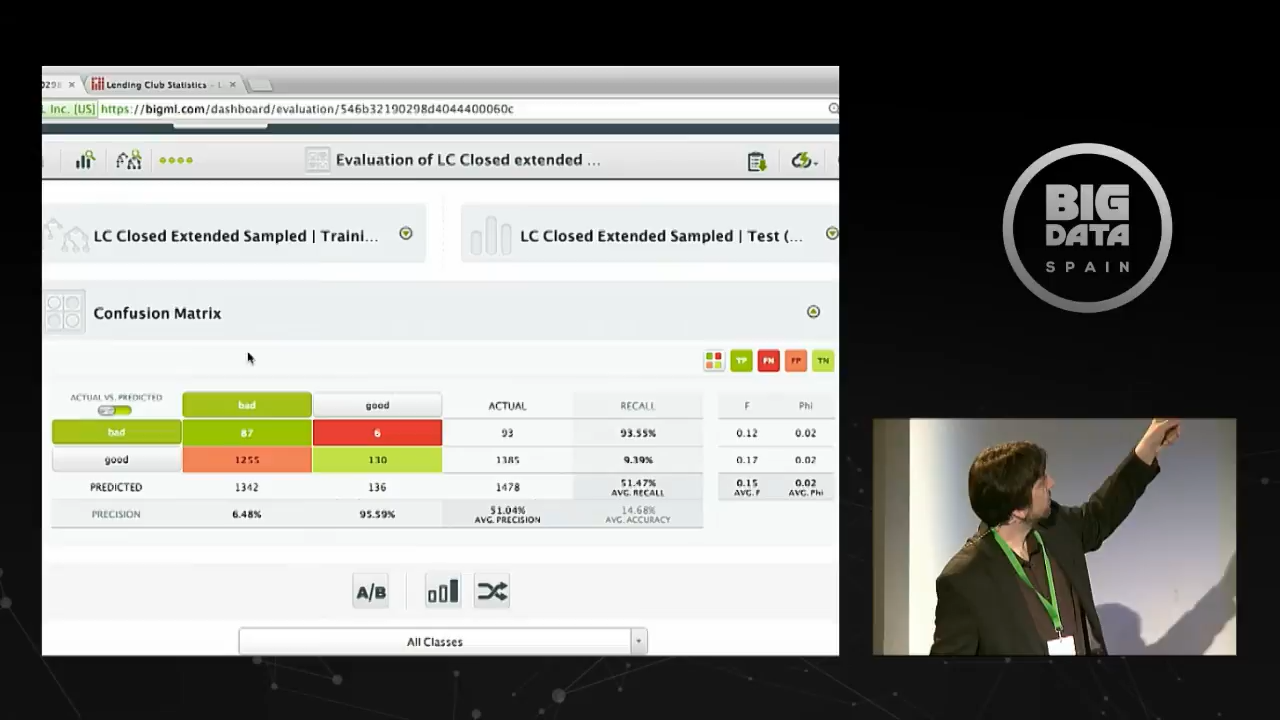 0298 × Lending Club Statistics - L ×
Inc. [US] https://bigml.com/dashboard/evaluation/546b32190298d4044400060c
Evaluation of LC Closed extended ...
LC Closed Extended Sampled | Traini...
LC Closed Extended Sampled | Test (...
Confusion Matrix
TP FN FP TN
ACTUAL VS. PREDICTED bad good ACTUAL RECALL F Phi
bad 87 6 93 93.55% 0.12 0.02
good 1255 130 1385 9.39% 0.17 0.02
PREDICTED 1342 136 1478 51.47% AVG. RECALL 0.15 AVG. F 0.02 AVG. Phi
PRECISION 6.48% 95.59% 51.04% AVG. PRECISION 14.68% AVG. ACCURACY
A/B
All Classes
BIG
DATA
SPAIN